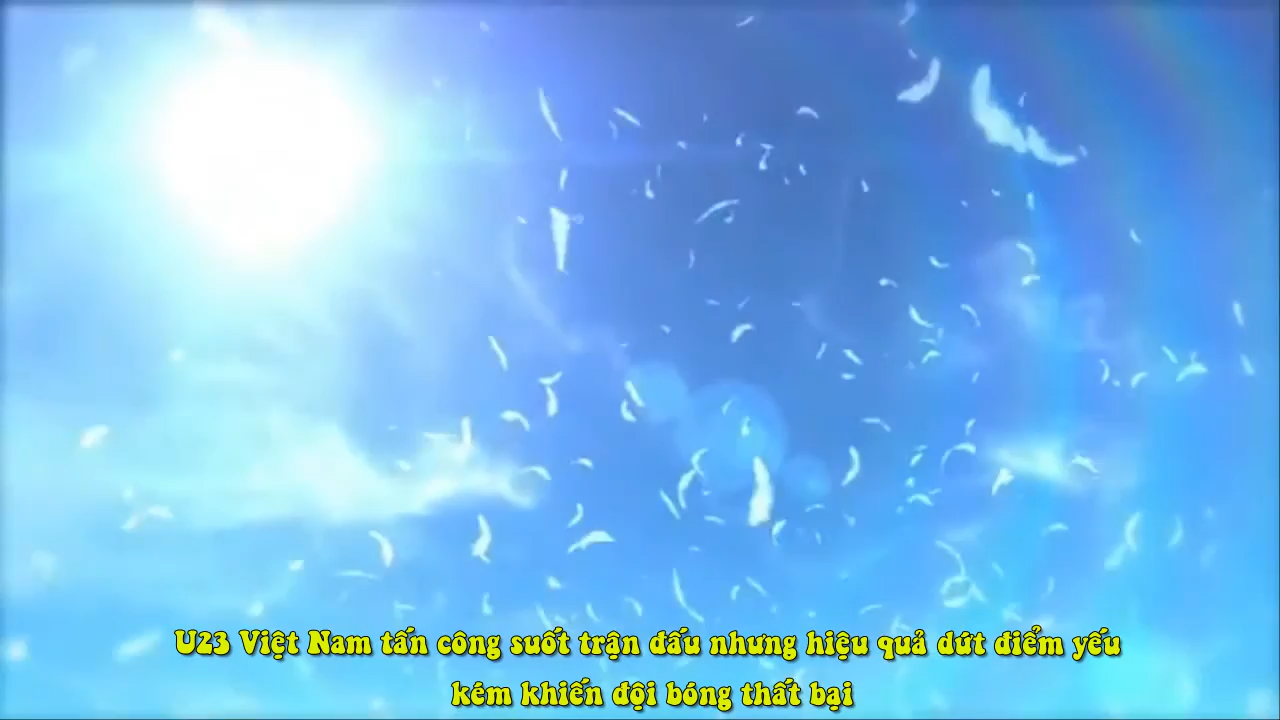 U23 Việt Nam tấn công suốt trận đấu nhưng hiệu quả dứt điểm yếu
kém khiến đội bóng thất bại